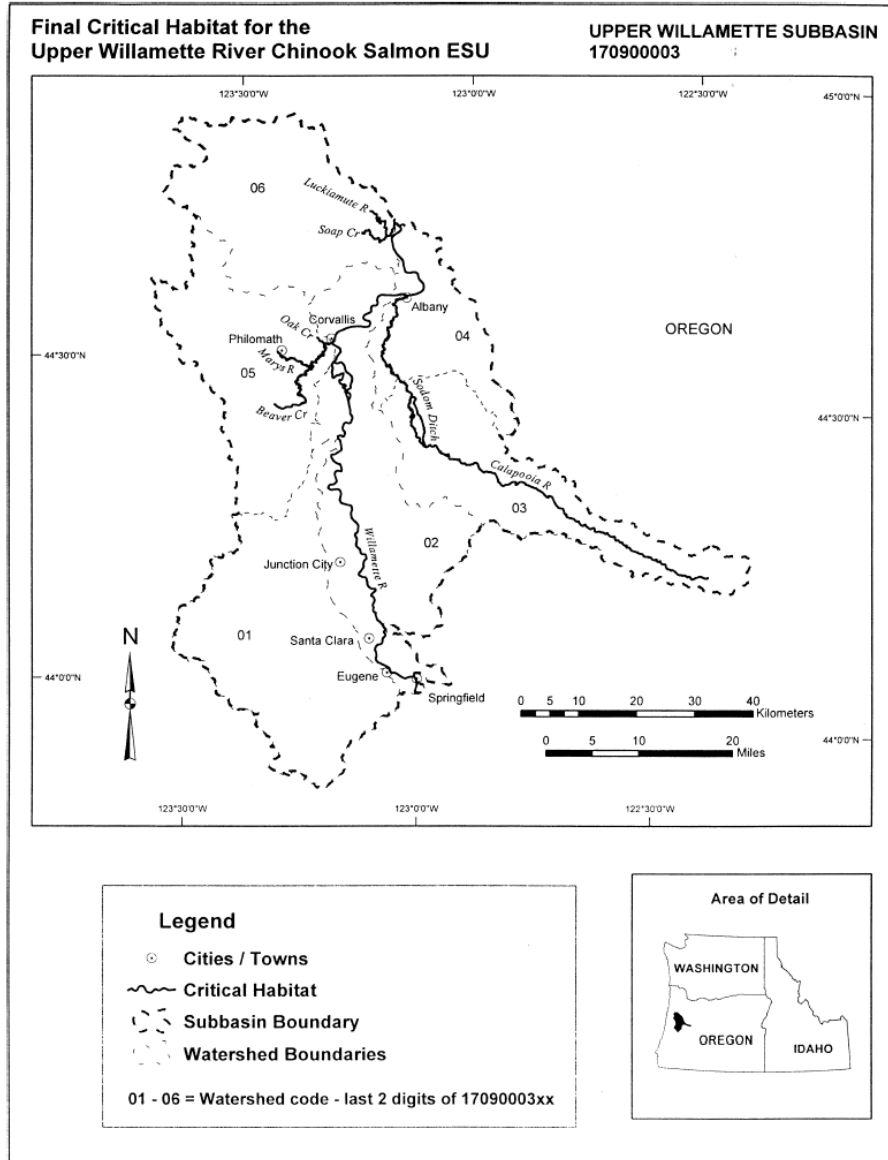 Final Critical Habitat for the
Upper Willamette River Chinook Salmon ESU
UPPER WILLAMETTE SUBBASIN
170900003
123°30'0"W
123°0'0"W
122°30'0"W
45°0'0"N
06
Luckiamute R
Soap Cr
Albany
Corvallis
Oak Cr
04
OREGON
Philomath
44°30'0"N
Marys R
05
Beaver Cr
Sodom Ditch
44°30'0"N
Calapooia R
03
02
Willamette R
Junction City
01
Santa Clara
N
Eugene
44°0'0"N
Springfield
0 5 10 20 30 40
Kilometers
0 5 10 20
Miles
44°0'0"N
123°30'0"W
123°0'0"W
122°30'0"W
Legend
Cities / Towns
Critical Habitat
Subbasin Boundary
Watershed Boundaries
01 - 06 = Watershed code - last 2 digits of 17090003xx
Area of Detail
WASHINGTON
OREGON
IDAHO